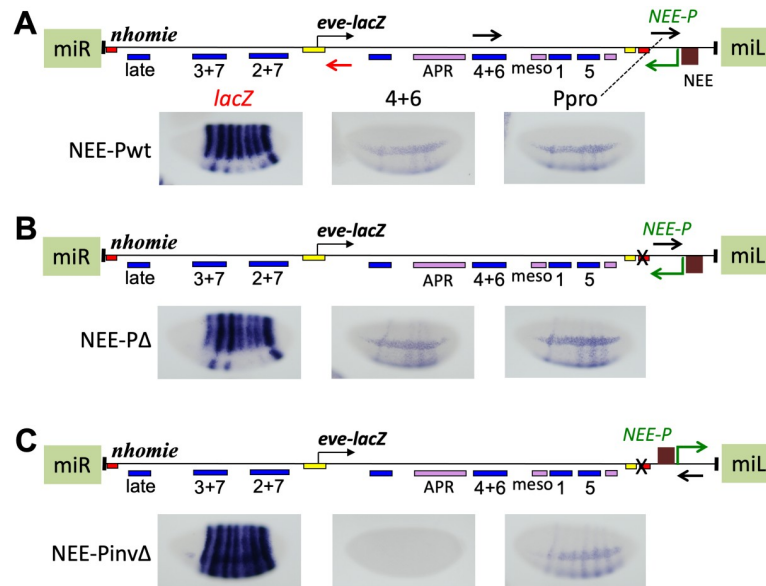 A
NEE-P
miR nhomie eve-lacZ miL
late 3+7 2+7 APR 4+6 meso 1 5 NEE
lacZ 4+6 Ppro
NEE-Pwt
B
NEE-P
miR nhomie eve-lacZ X miL
late 3+7 2+7 APR 4+6 meso 1 5
NEE-PΔ
C
NEE-P
miR nhomie eve-lacZ X miL
late 3+7 2+7 APR 4+6 meso 1 5
NEE-PinvΔ